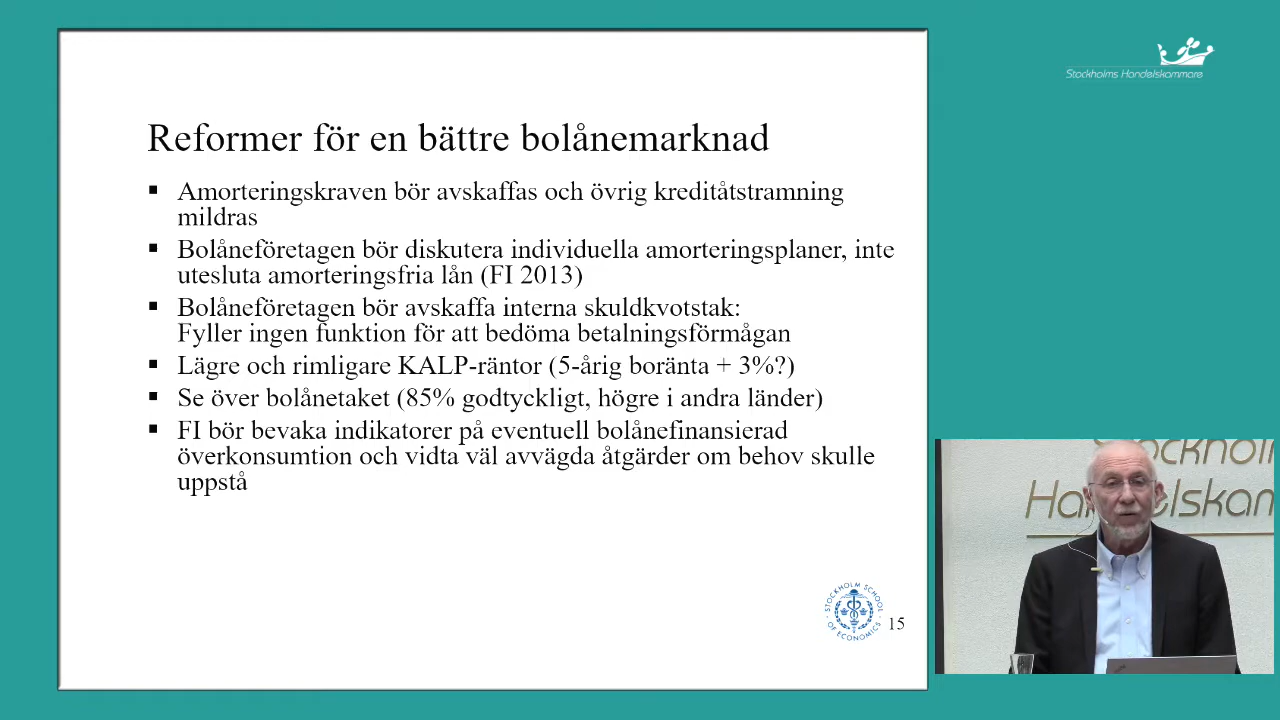 Stockholms Handelskammare
Reformer för en bättre bolånemarknad
▪ Amorteringskraven bör avskaffas och övrig kreditåtstramning
mildras
▪ Bolåneföretagen bör diskutera individuella amorteringsplaner, inte
utesluta amorteringsfria lån (FI 2013)
▪ Bolåneföretagen bör avskaffa interna skuldkvotstak:
Fyller ingen funktion för att bedöma betalningsförmågan
▪ Lägre och rimligare KALP-räntor (5-årig boränta + 3%?)
▪ Se över bolånetaket (85% godtyckligt, högre i andra länder)
▪ FI bör bevaka indikatorer på eventuell bolånefinansierad
överkonsumtion och vidta väl avvägda åtgärder om behov skulle
uppstå
STOCKHOLM SCHOOL
OF ECONOMICS
15